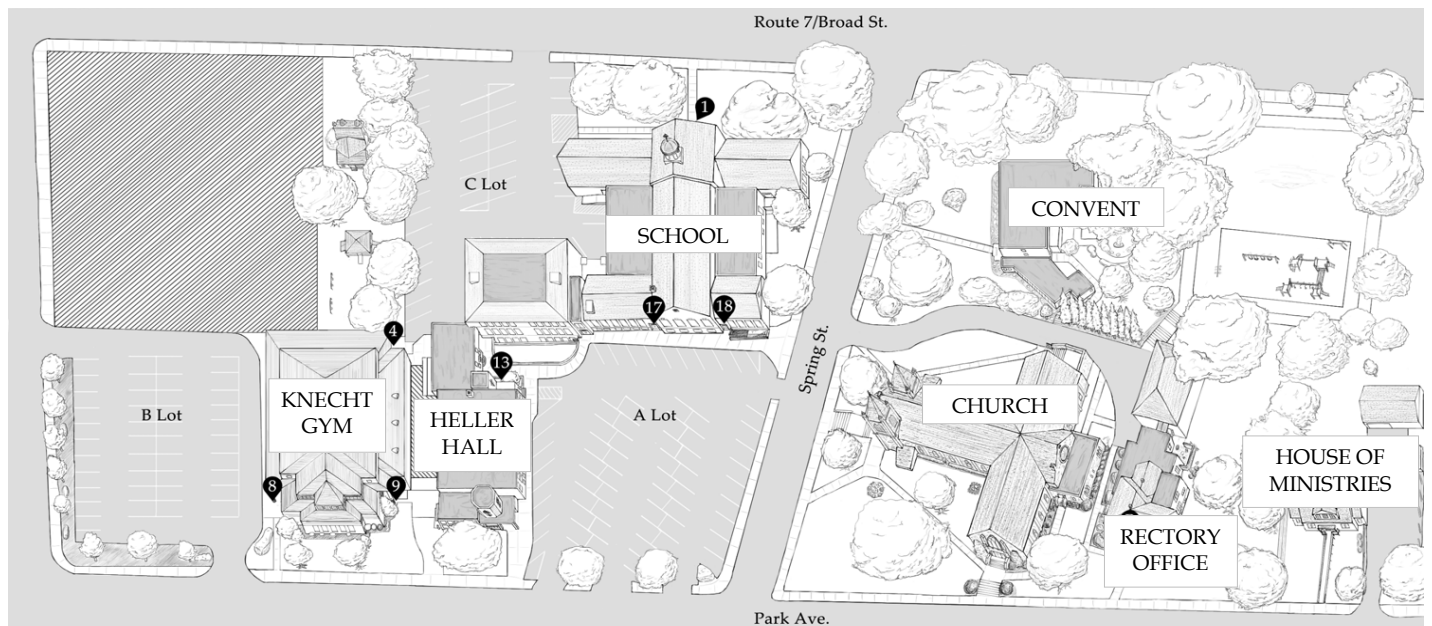 Route 7/Broad St.
1
C Lot
CONVENT
SCHOOL
17
18
4
Spring St.
13
KNECHT
GYM
B Lot
HELLER
HALL
A Lot
CHURCH
8
9
HOUSE OF
MINISTRIES
RECTORY
OFFICE
Park Ave.